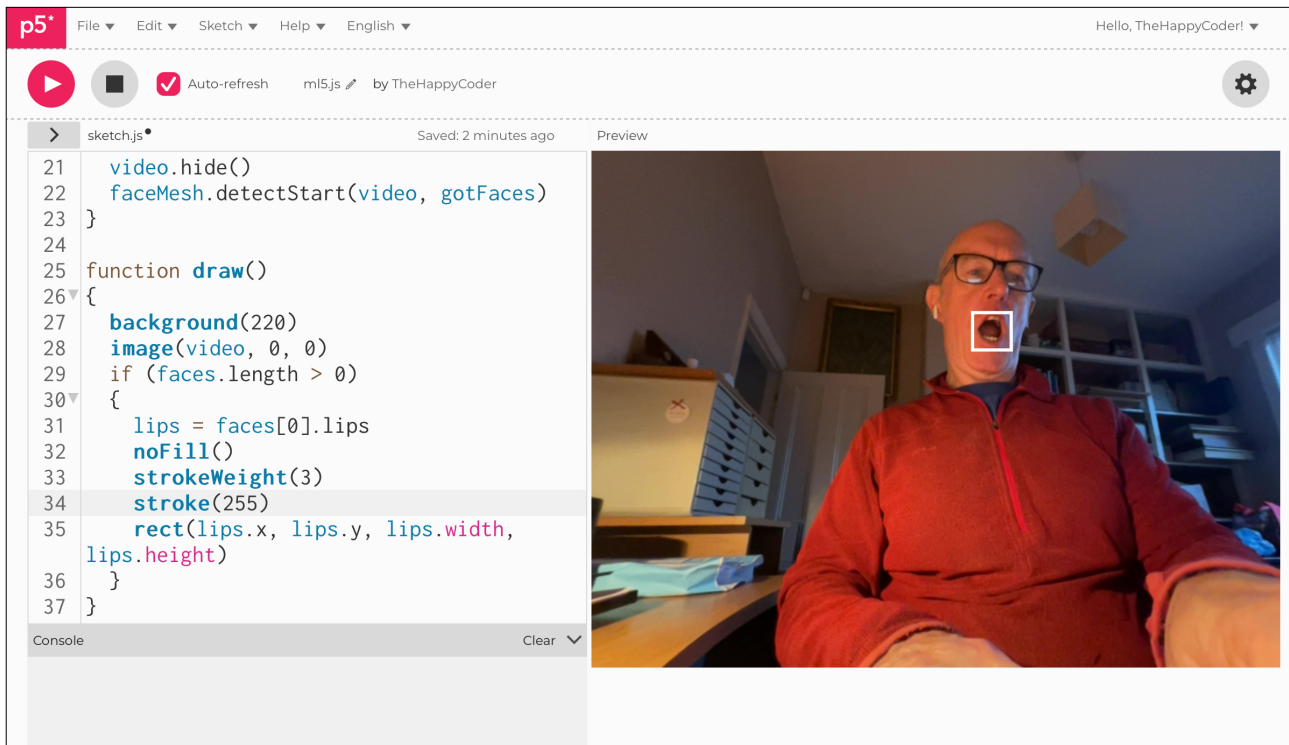 p5* File Edit Sketch Help English Hello, TheHappyCoder!
Auto-refresh ml5.js by TheHappyCoder
sketch.js Saved: 2 minutes ago Preview
21 video.hide()
22 faceMesh.detectStart(video, gotFaces)
23 }
24
25 function draw()
26 {
27 background(220)
28 image(video, 0, 0)
29 if (faces.length > 0)
30 {
31 lips = faces[0].lips
32 noFill()
33 strokeWeight(3)
34 stroke(255)
35 rect(lips.x, lips.y, lips.width,
lips.height)
36 }
37 }
Console Clear